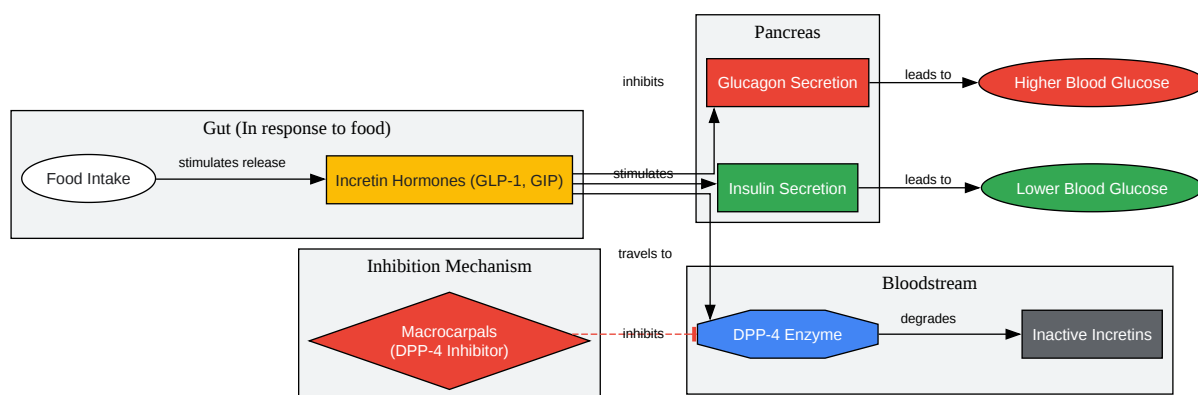 Pancreas
inhibits
Glucagon Secretion
leads to
Higher Blood Glucose
Gut (In response to food)
Food Intake
stimulates release
Incretin Hormones (GLP-1, GIP)
stimulates
Insulin Secretion
leads to
Lower Blood Glucose
travels to
Inhibition Mechanism
Macrocarpals
(DPP-4 Inhibitor)
inhibits
Bloodstream
DPP-4 Enzyme
degrades
Inactive Incretins